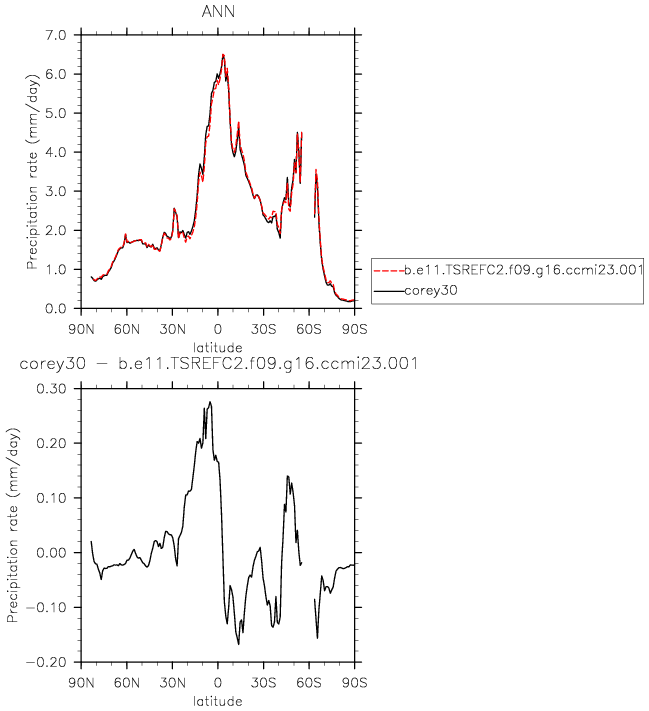 ANN
7.0
6.0
5.0
4.0
3.0
2.0
1.0
0.0
Precipitation rate (mm/day)
90N 60N 30N 0 30S 60S 90S
latitude
b.e11.TSREFC2.f09.g16.ccmi23.001
corey30
corey30 − b.e11.TSREFC2.f09.g16.ccmi23.001
0.30
0.20
0.10
0.00
−0.10
−0.20
Precipitation rate (mm/day)
90N 60N 30N 0 30S 60S 90S
latitude